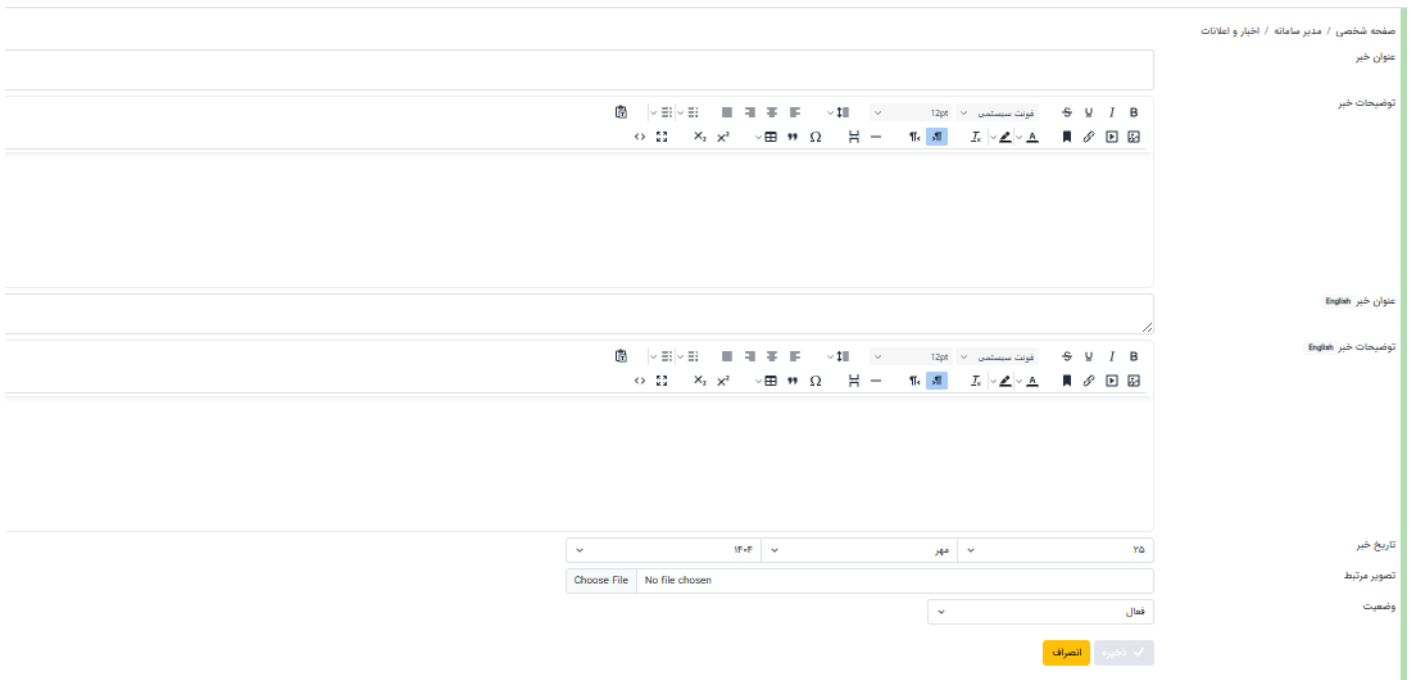 صفحه شخصی / مدیر سامانه / اخبار و اعلانات
عنوان خبر
توضیحات خبر
B I U S فونت سیستمی 12pt
عنوان خبر English
توضیحات خبر English
B I U S فونت سیستمی 12pt
تاریخ خبر
۲۵ مهر ۱۴۰۴
تصویر مرتبط
Choose File No file chosen
وضعیت
فعال
ذخیره انصراف